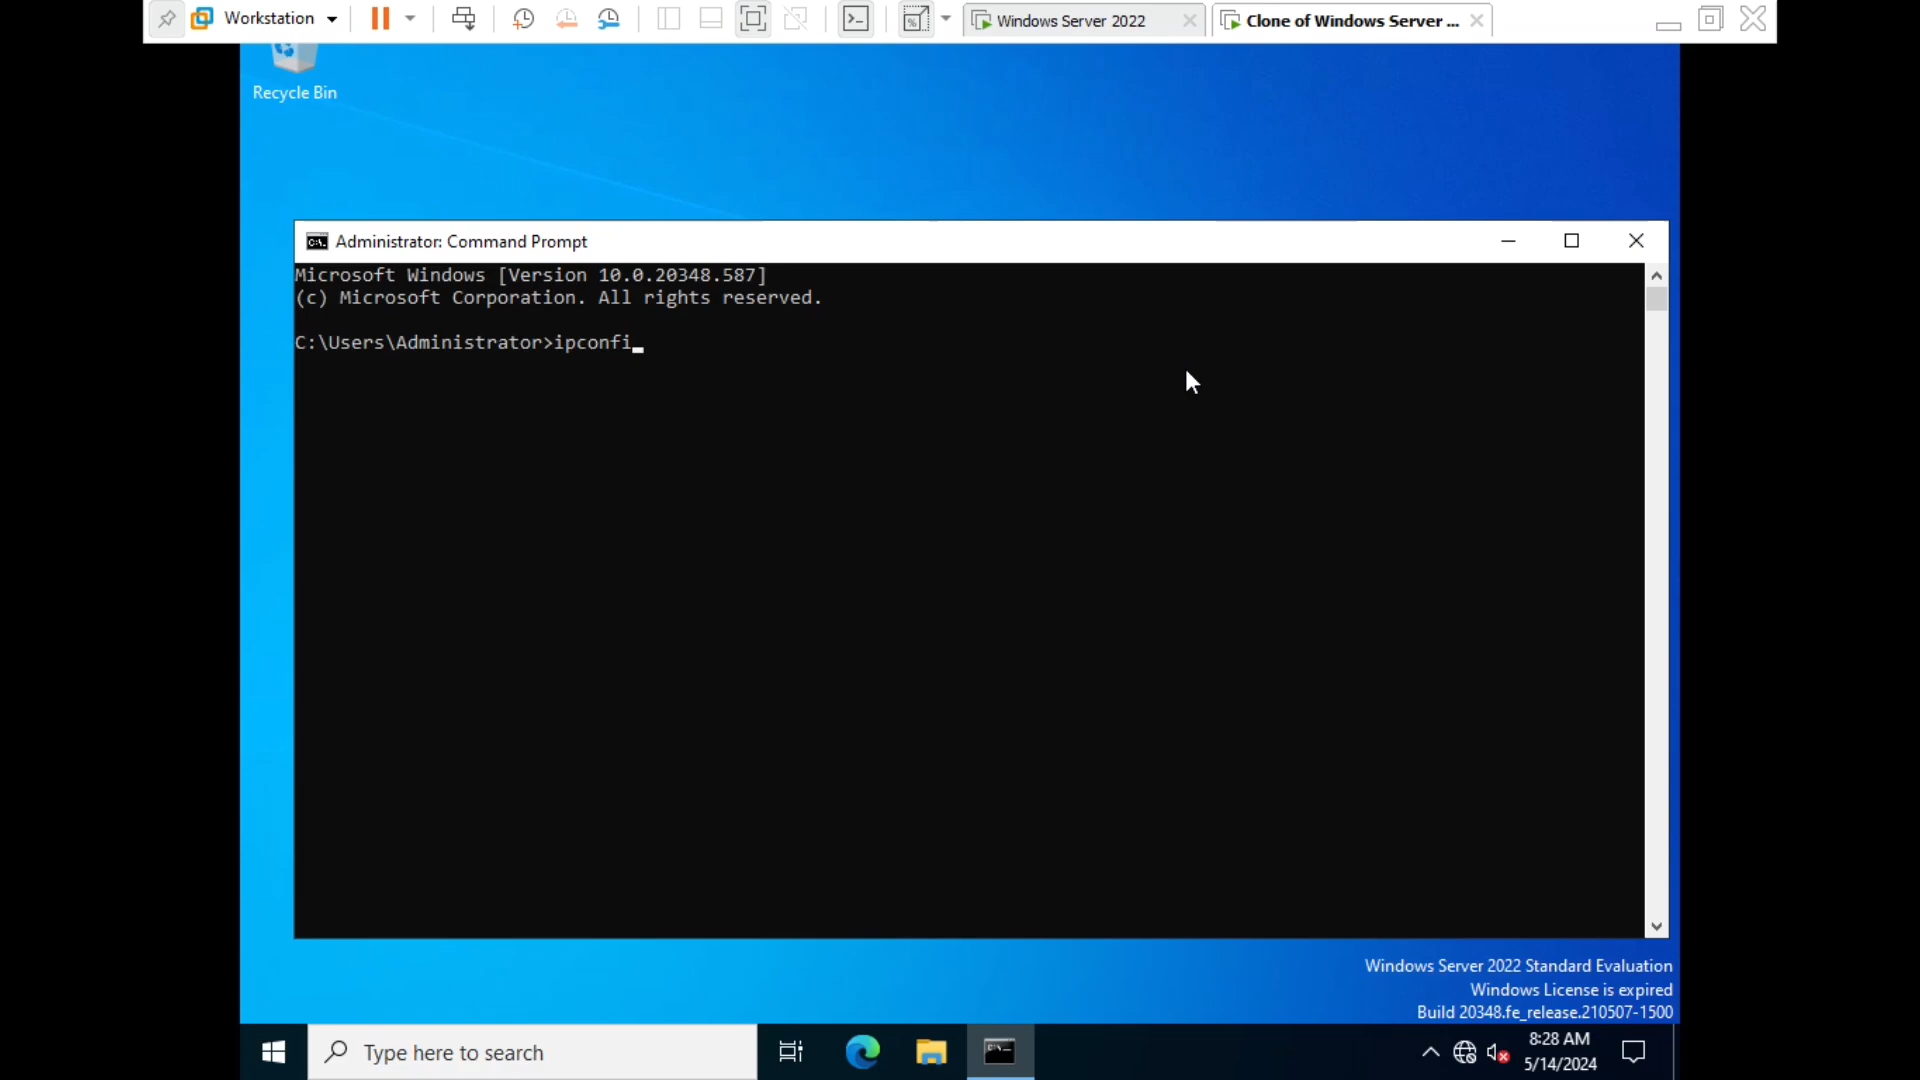 Workstation
Windows Server 2022
Clone of Windows Server ...
Recycle Bin
Administrator: Command Prompt
Microsoft Windows [Version 10.0.20348.587]
(c) Microsoft Corporation. All rights reserved.
C:\Users\Administrator>ipconfi
Windows Server 2022 Standard Evaluation
Windows License is expired
Build 20348.fe_release.210507-1500
Type here to search
8:28 AM
5/14/2024